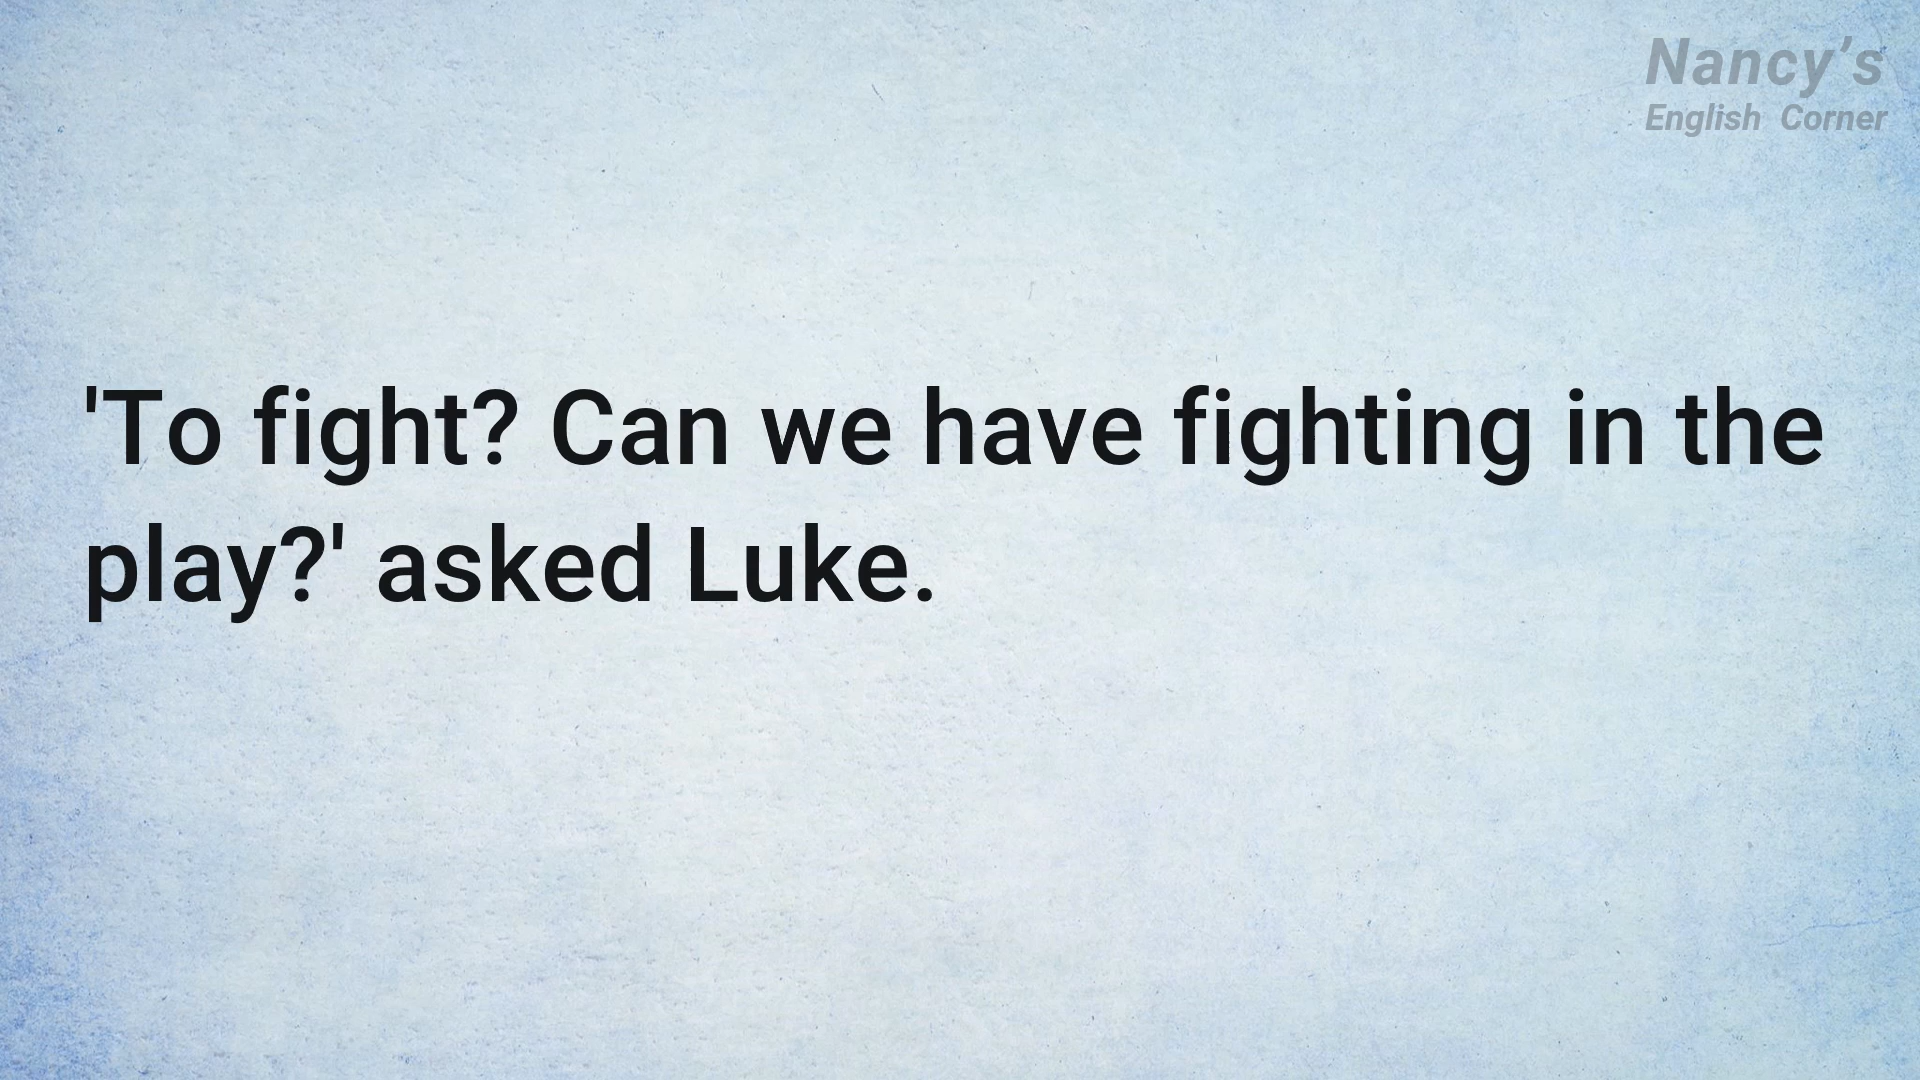 Nancy’s
English Corner
'To fight? Can we have fighting in the
play?' asked Luke.